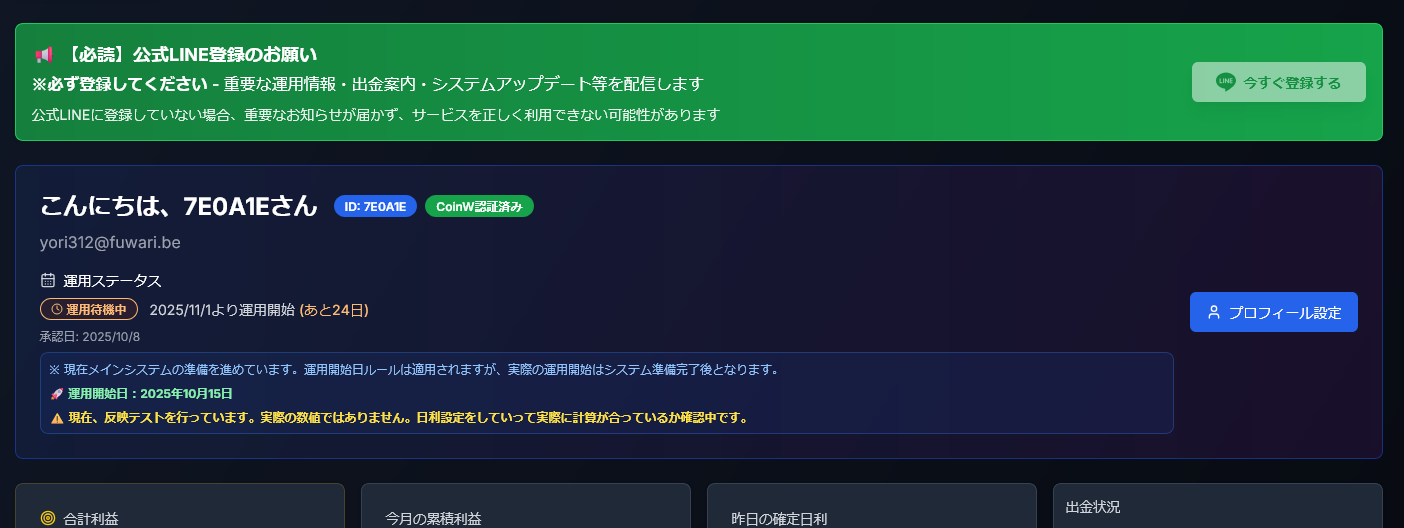 【必読】公式LINE登録のお願い
※必ず登録してください - 重要な運用情報・出金案内・システムアップデート等を配信します
公式LINEに登録していない場合、重要なお知らせが届かず、サービスを正しく利用できない可能性があります
LINE 今すぐ登録する
こんにちは、7E0A1Eさん ID: 7E0A1E CoinW認証済み
yori312@fuwari.be
運用ステータス
運用待機中 2025/11/1より運用開始 (あと24日)
承認日: 2025/10/8
プロフィール設定
※ 現在メインシステムの準備を進めています。運用開始日ルールは適用されますが、実際の運用開始はシステム準備完了後となります。
🚀 運用開始日：2025年10月15日
⚠️ 現在、反映テストを行っています。実際の数値ではありません。日利設定をしていって実際に計算が合っているか確認中です。
合計利益
今月の累積利益
昨日の確定日利
出金状況